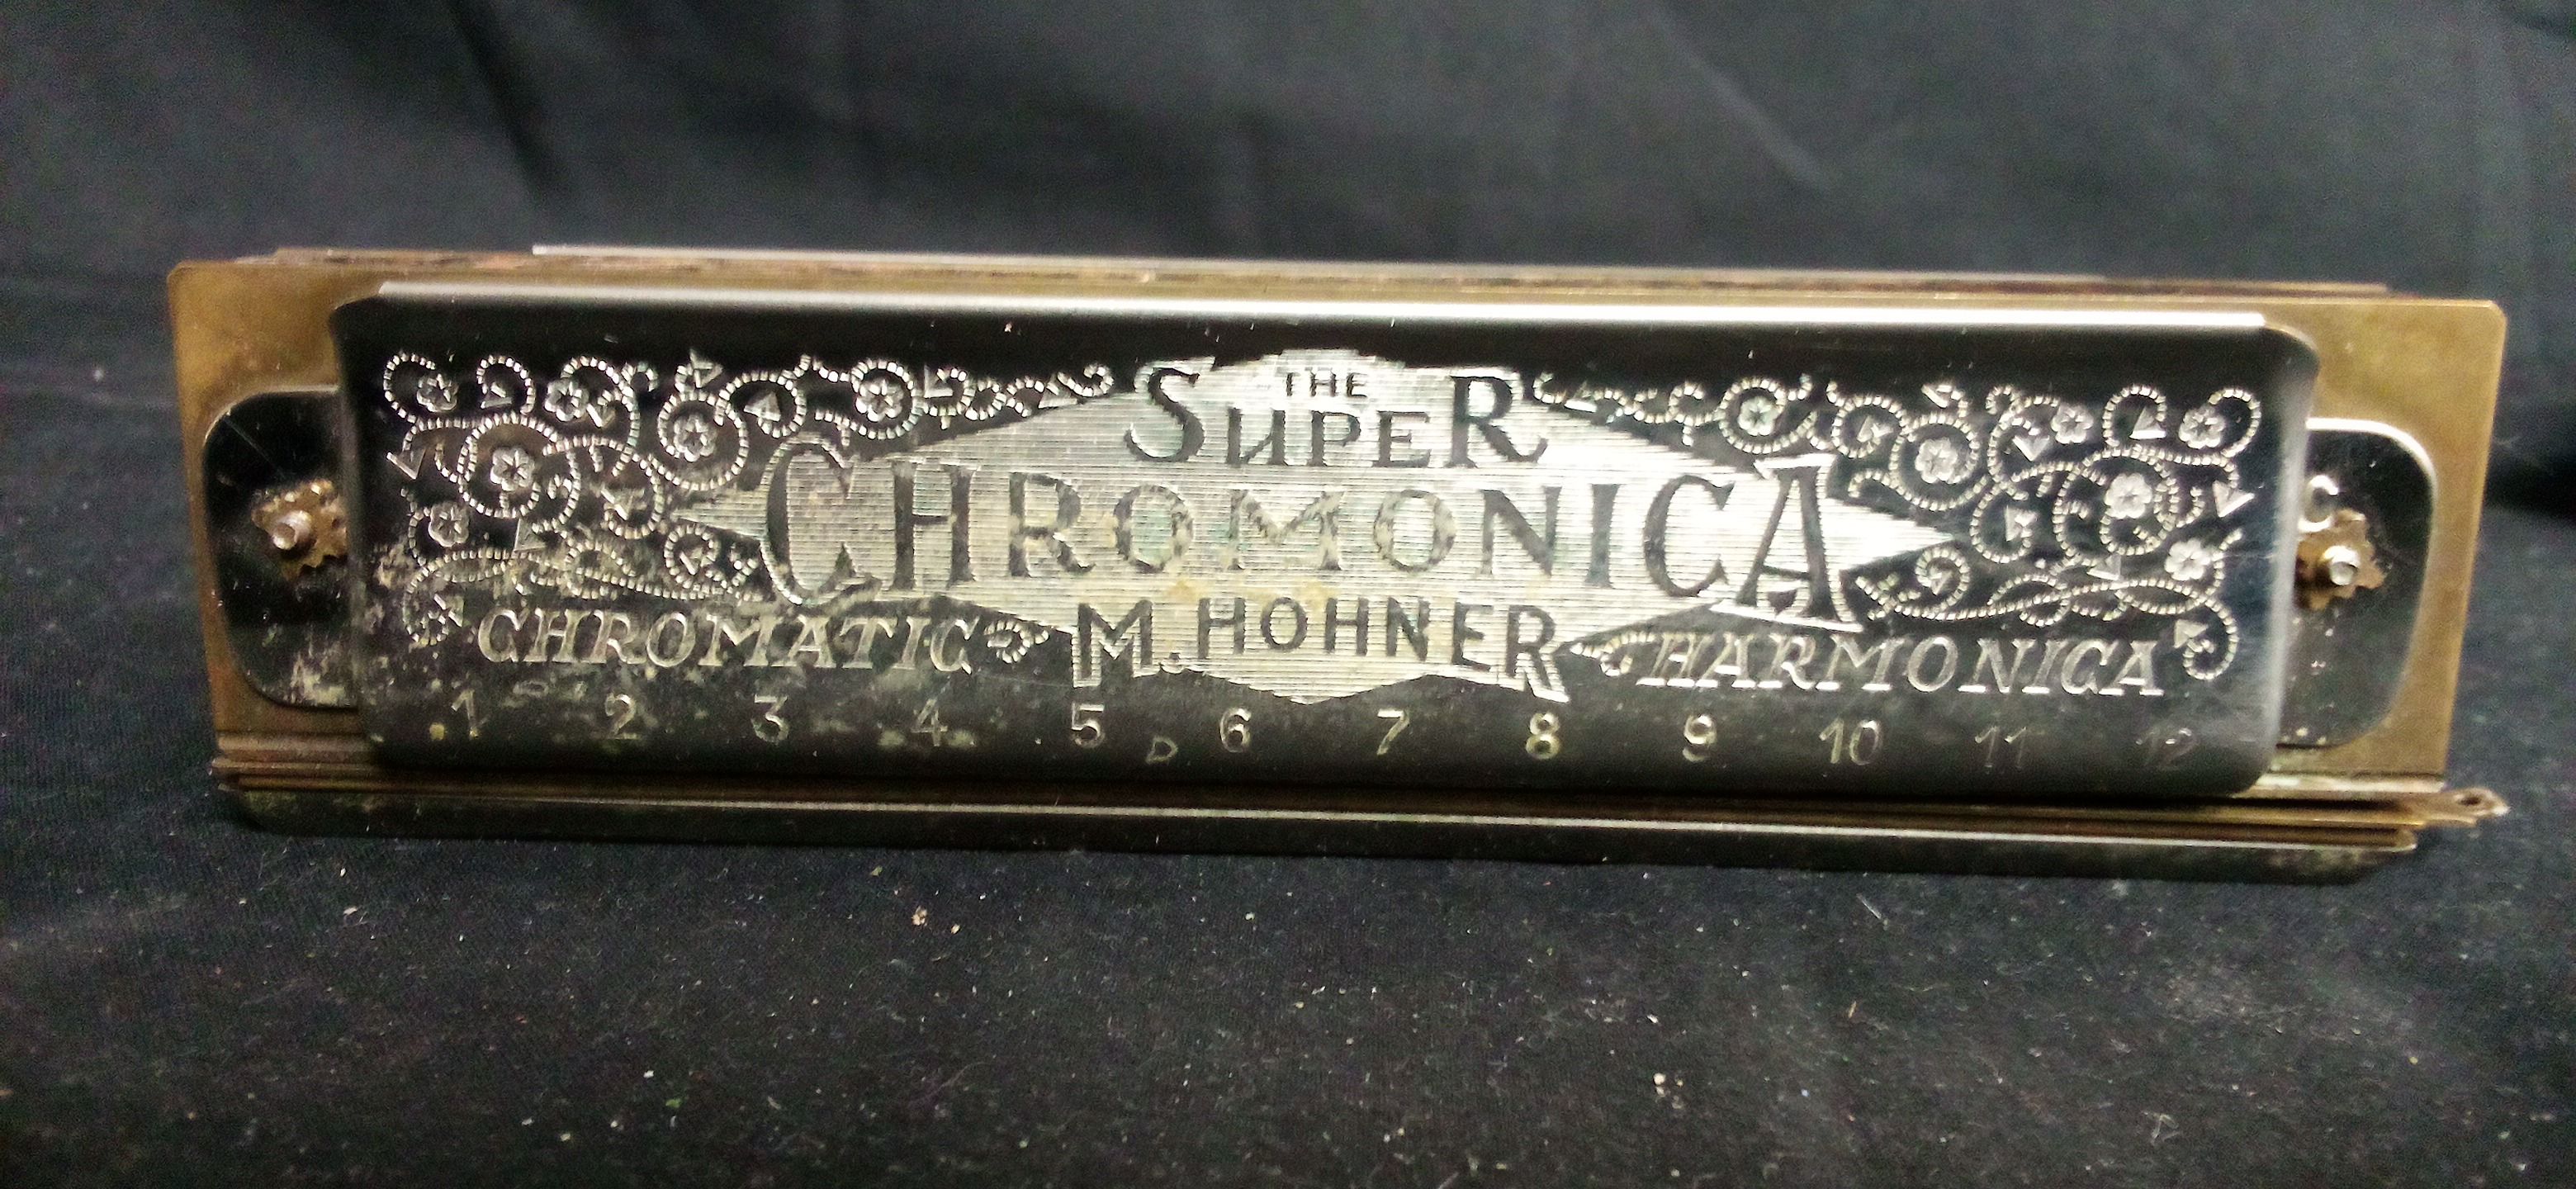 THE
SUPER
CHROMONICA
M. HOHNER
CHROMATIC HARMONICA
1 2 3 4 5 D 6 7 8 9 10 11 12